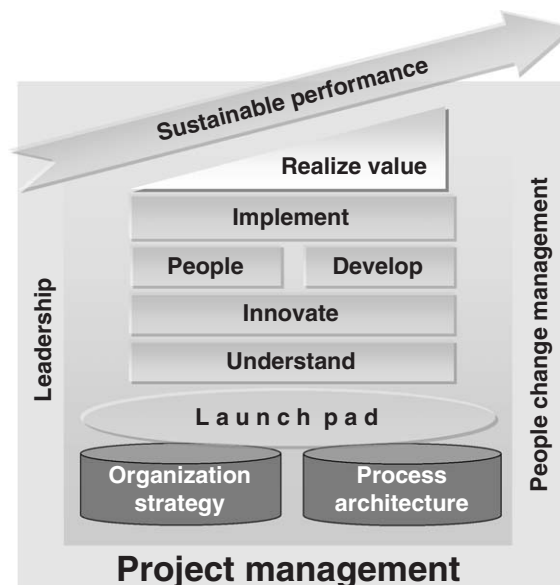 Sustainable performance
Realize value
Implement
People
Develop
Innovate
Understand
Launch pad
Organization
strategy
Process
architecture
Leadership
People change management
Project management